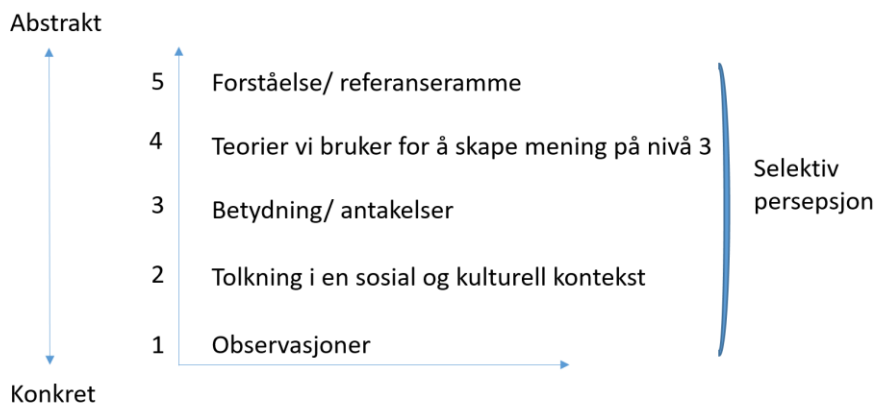 Abstrakt
5 Forståelse/ referanseramme
4 Teorier vi bruker for å skape mening på nivå 3
3 Betydning/ antakelser
2 Tolkning i en sosial og kulturell kontekst
1 Observasjoner
Selektiv
persepsjon
Konkret